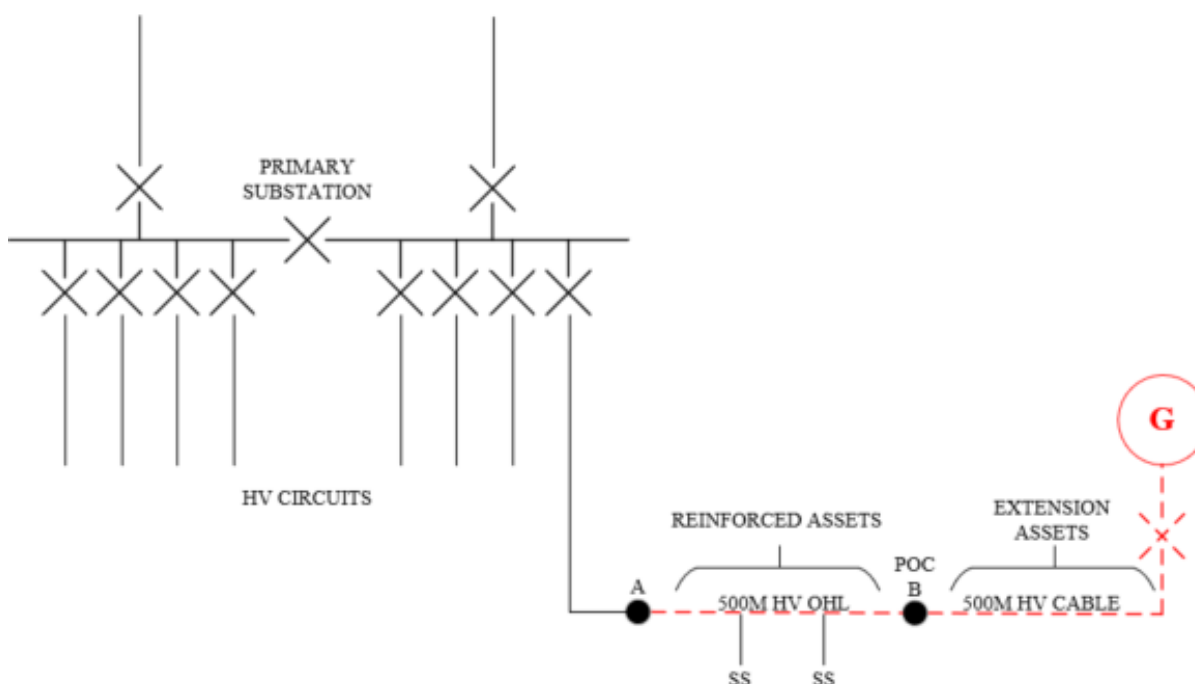 PRIMARY
SUBSTATION
HV CIRCUITS
REINFORCED ASSETS
EXTENSION
ASSETS
G
A
500M HV OHL
POC
B
500M HV CABLE
SS
SS